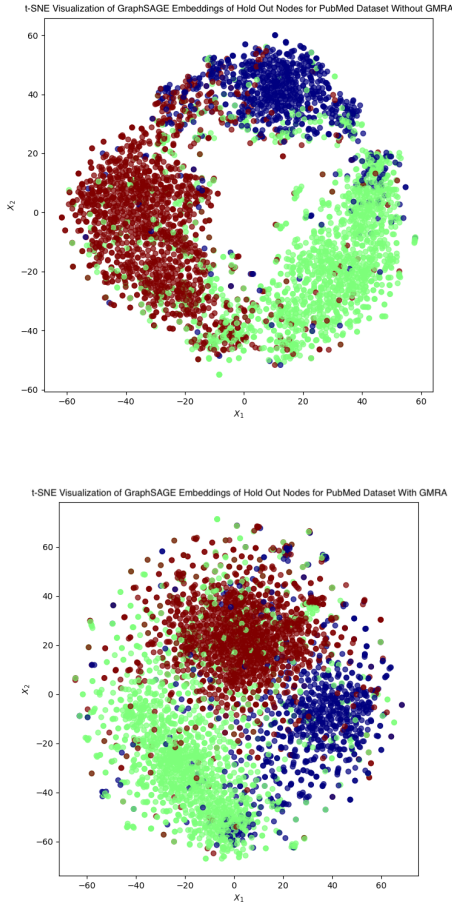 t-SNE Visualization of GraphSAGE Embeddings of Hold Out Nodes for PubMed Dataset Without GMRA
60
40
20
0
−20
−40
−60
X2
−60 −40 −20 0 20 40 60
X1
t-SNE Visualization of GraphSAGE Embeddings of Hold Out Nodes for PubMed Dataset With GMRA
60
40
20
0
−20
−40
−60
X2
−60 −40 −20 0 20 40 60
X1